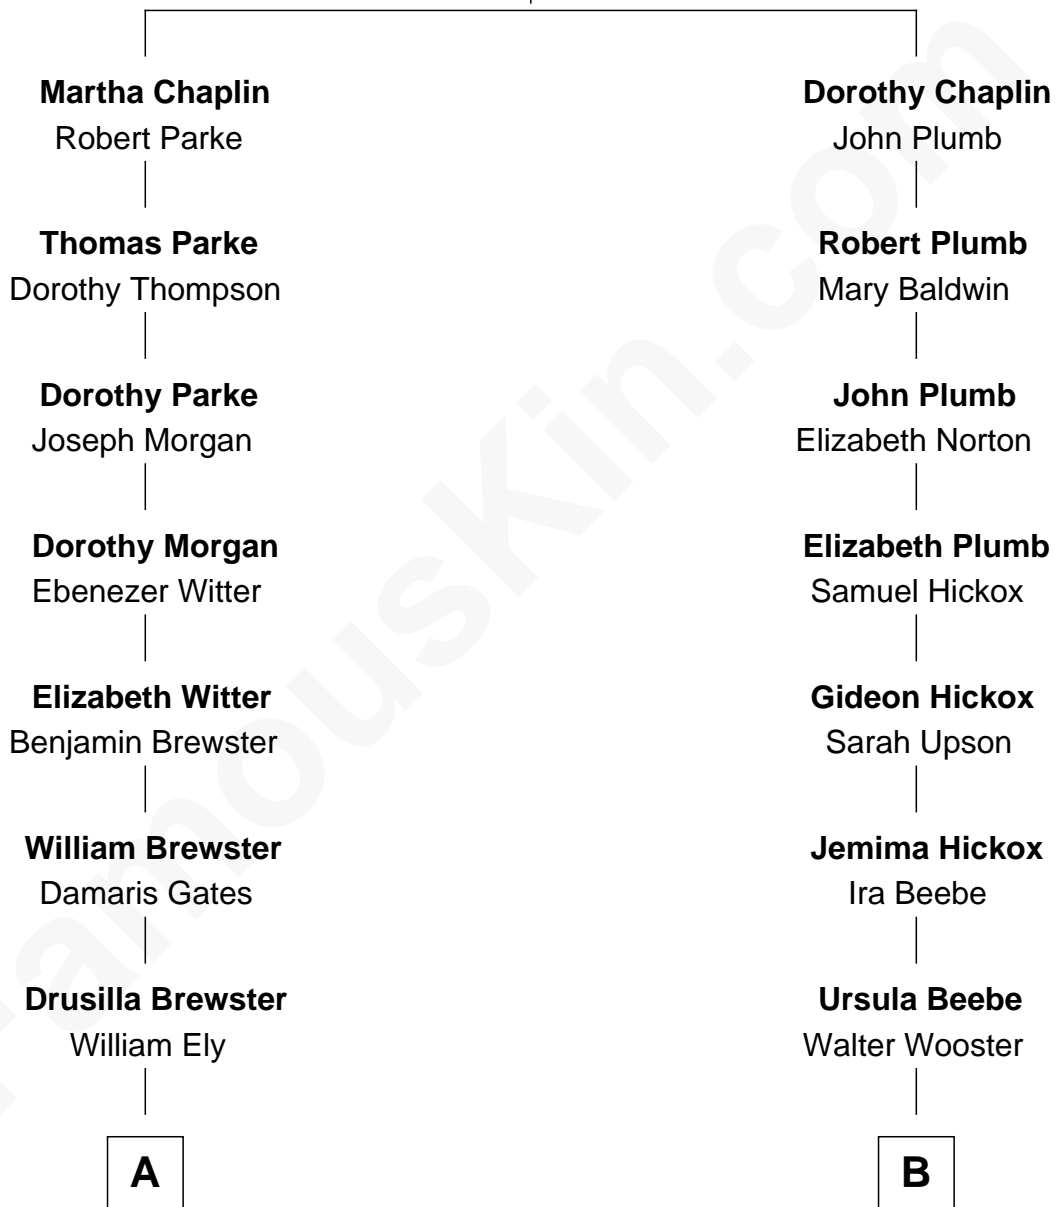 Martha Chaplin
Robert Parke
Thomas Parke
Dorothy Thompson
Dorothy Parke
Joseph Morgan
Dorothy Morgan
Ebenezer Witter
Elizabeth Witter
Benjamin Brewster
William Brewster
Damaris Gates
Drusilla Brewster
William Ely
A
Dorothy Chaplin
John Plumb
Robert Plumb
Mary Baldwin
John Plumb
Elizabeth Norton
Elizabeth Plumb
Samuel Hickox
Gideon Hickox
Sarah Upson
Jemima Hickox
Ira Beebe
Ursula Beebe
Walter Wooster
B
FamousKin.com